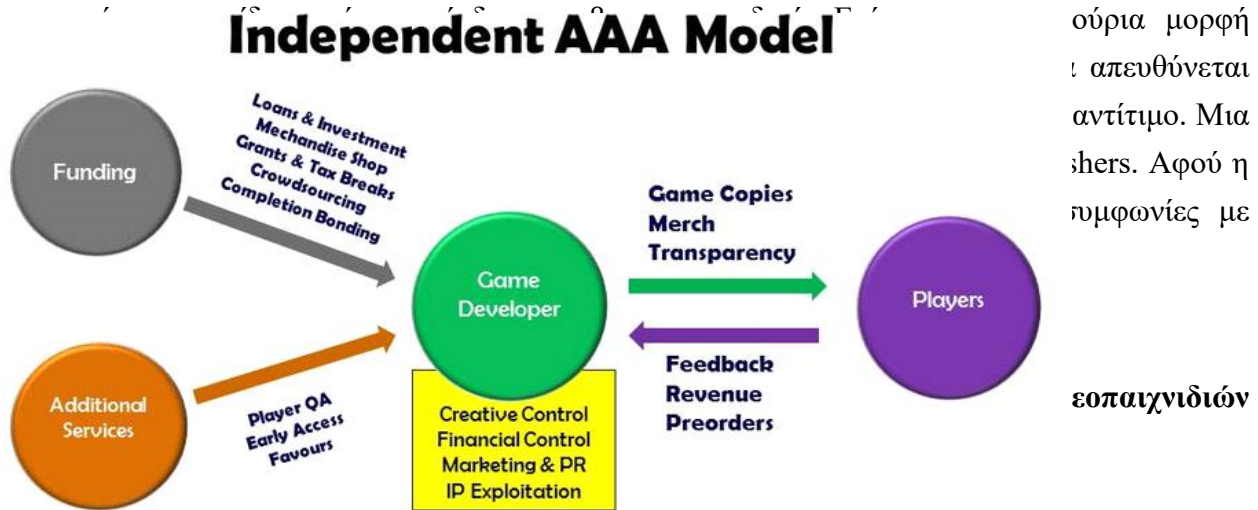 Independent AAA Model
ούρια μορφή
απευθύνεται
αντίτιμο. Μια
shers. Αφού η
συμφωνίες με
εοπαιχνιδιών
Funding
Loans & Investment
Mechandise Shop
Grants & Tax Breaks
Crowdsourcing
Completion Bonding
Additional
Services
Player QA
Early Access
Favours
Game
Developer
Creative Control
Financial Control
Marketing & PR
IP Exploitation
Game Copies
Merch
Transparency
Feedback
Revenue
Preorders
Players